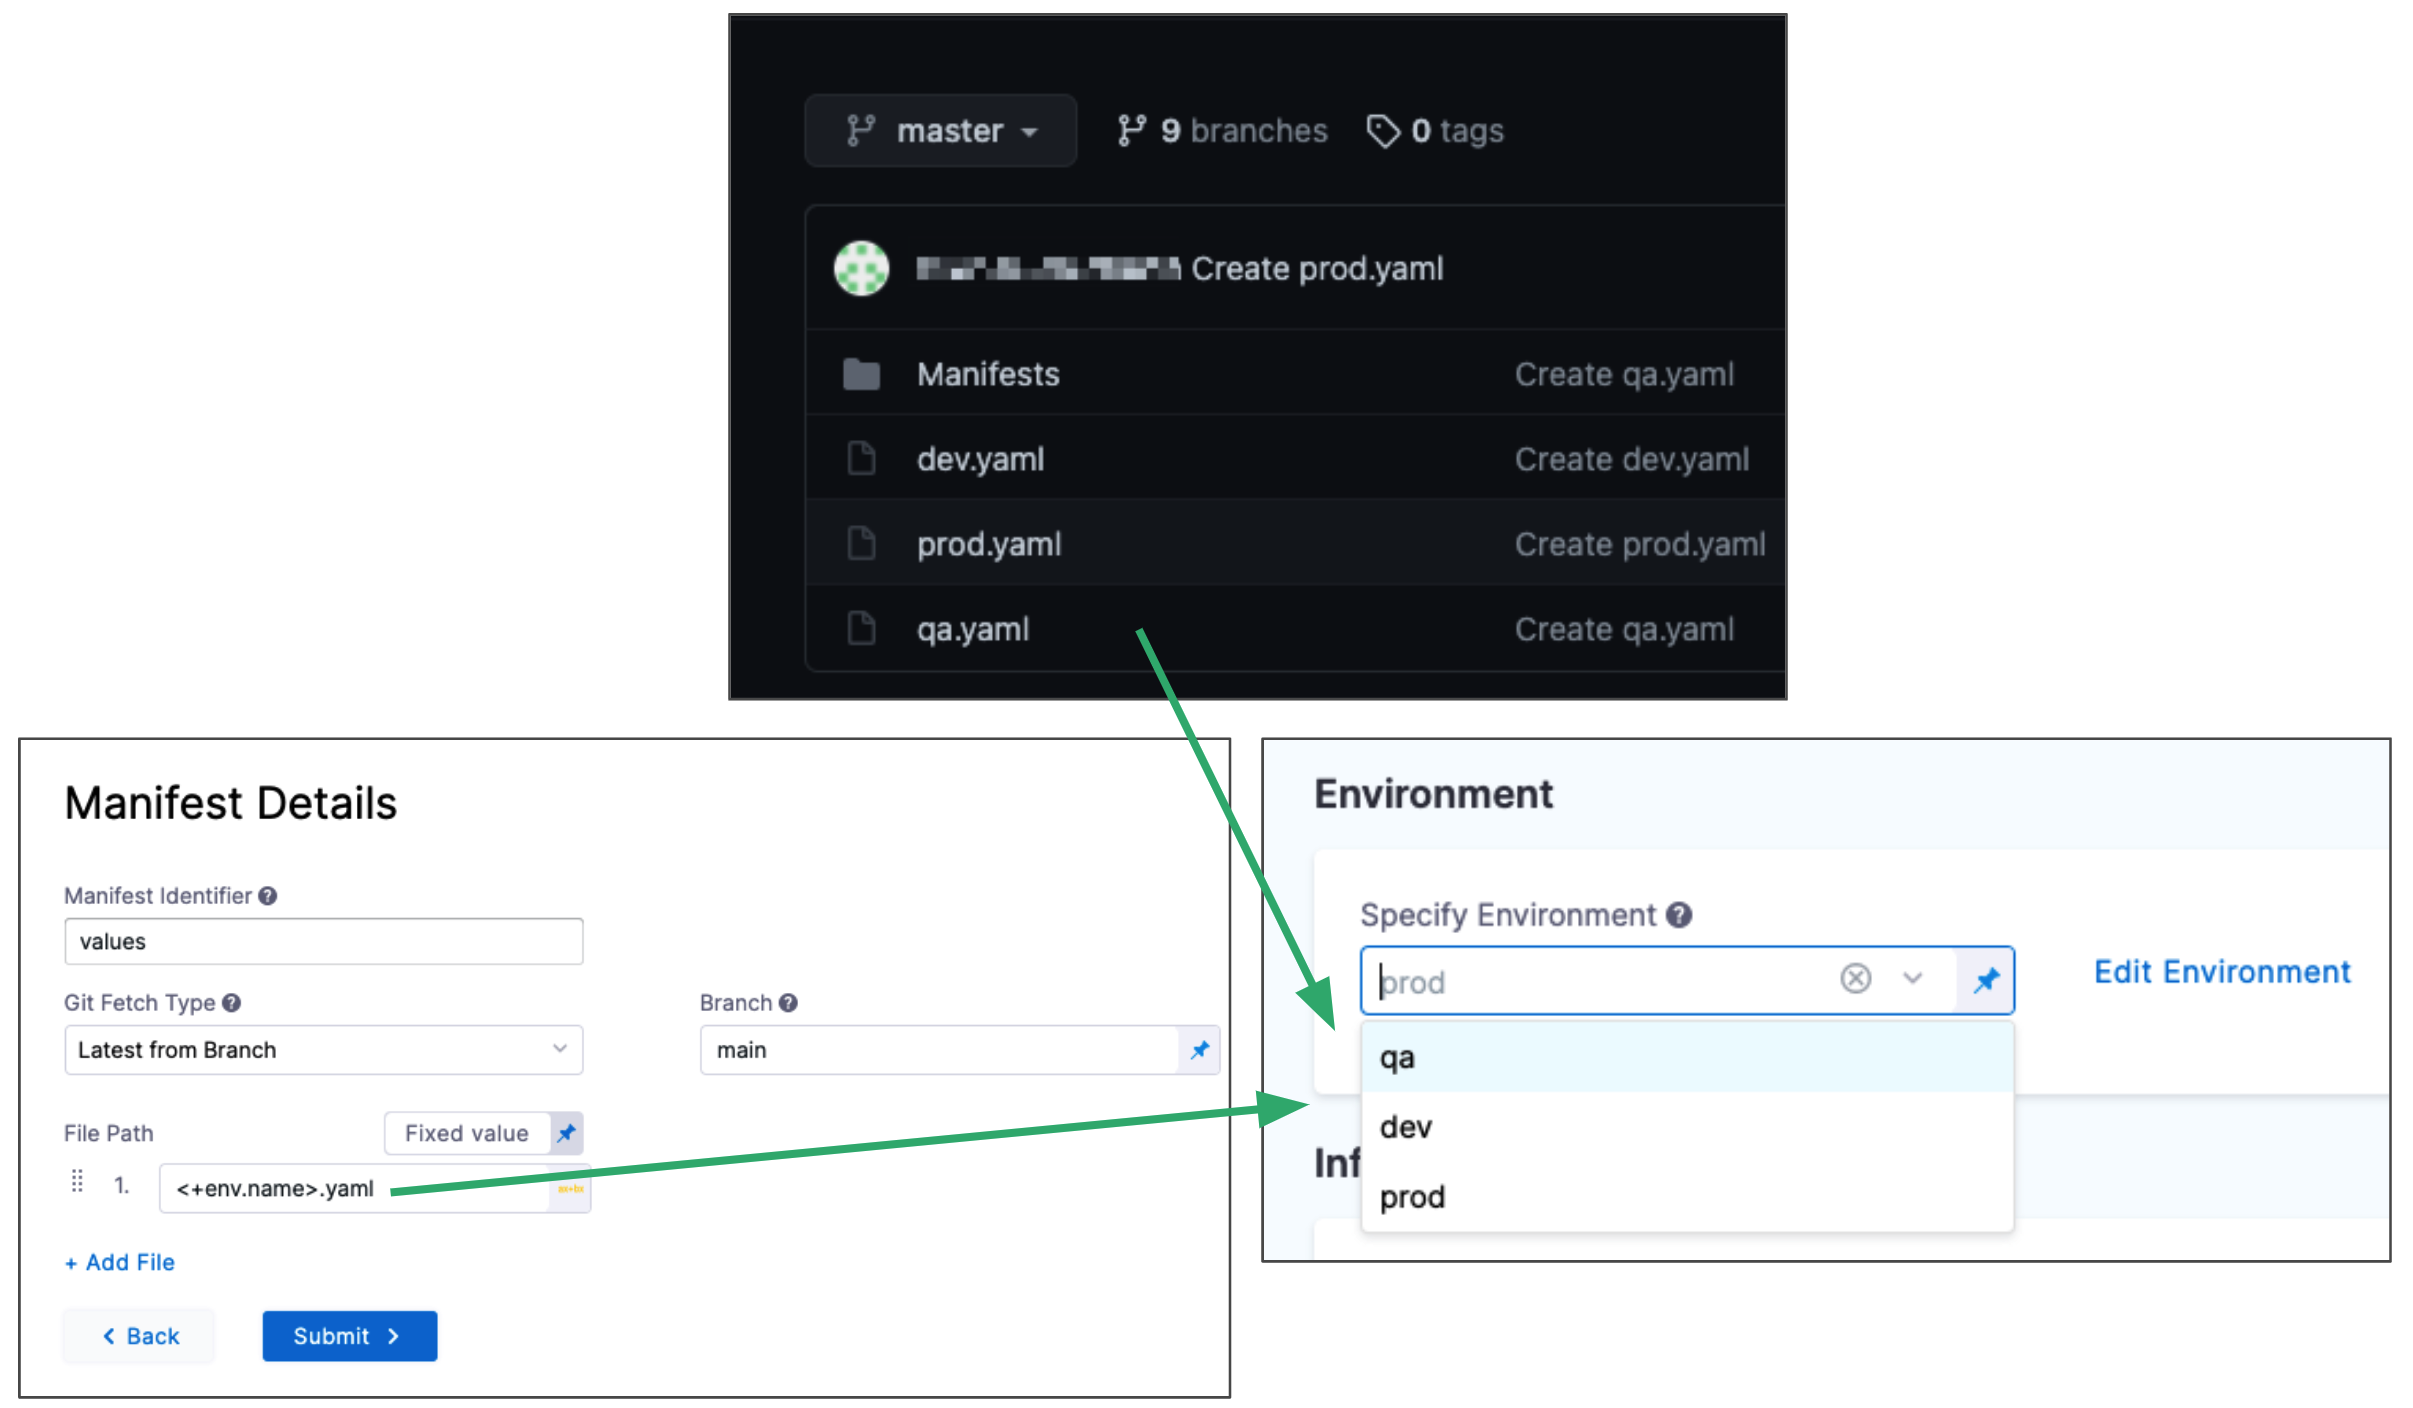 master 9 branches 0 tags
Create prod.yaml
Manifests Create qa.yaml
dev.yaml Create dev.yaml
prod.yaml Create prod.yaml
qa.yaml Create qa.yaml
Manifest Details
Manifest Identifier
values
Git Fetch Type Branch
Latest from Branch main
File Path Fixed value
1. <+env.name>.yaml
+ Add File
Back Submit
Environment
Specify Environment
prod Edit Environment
qa
dev
Inf
prod